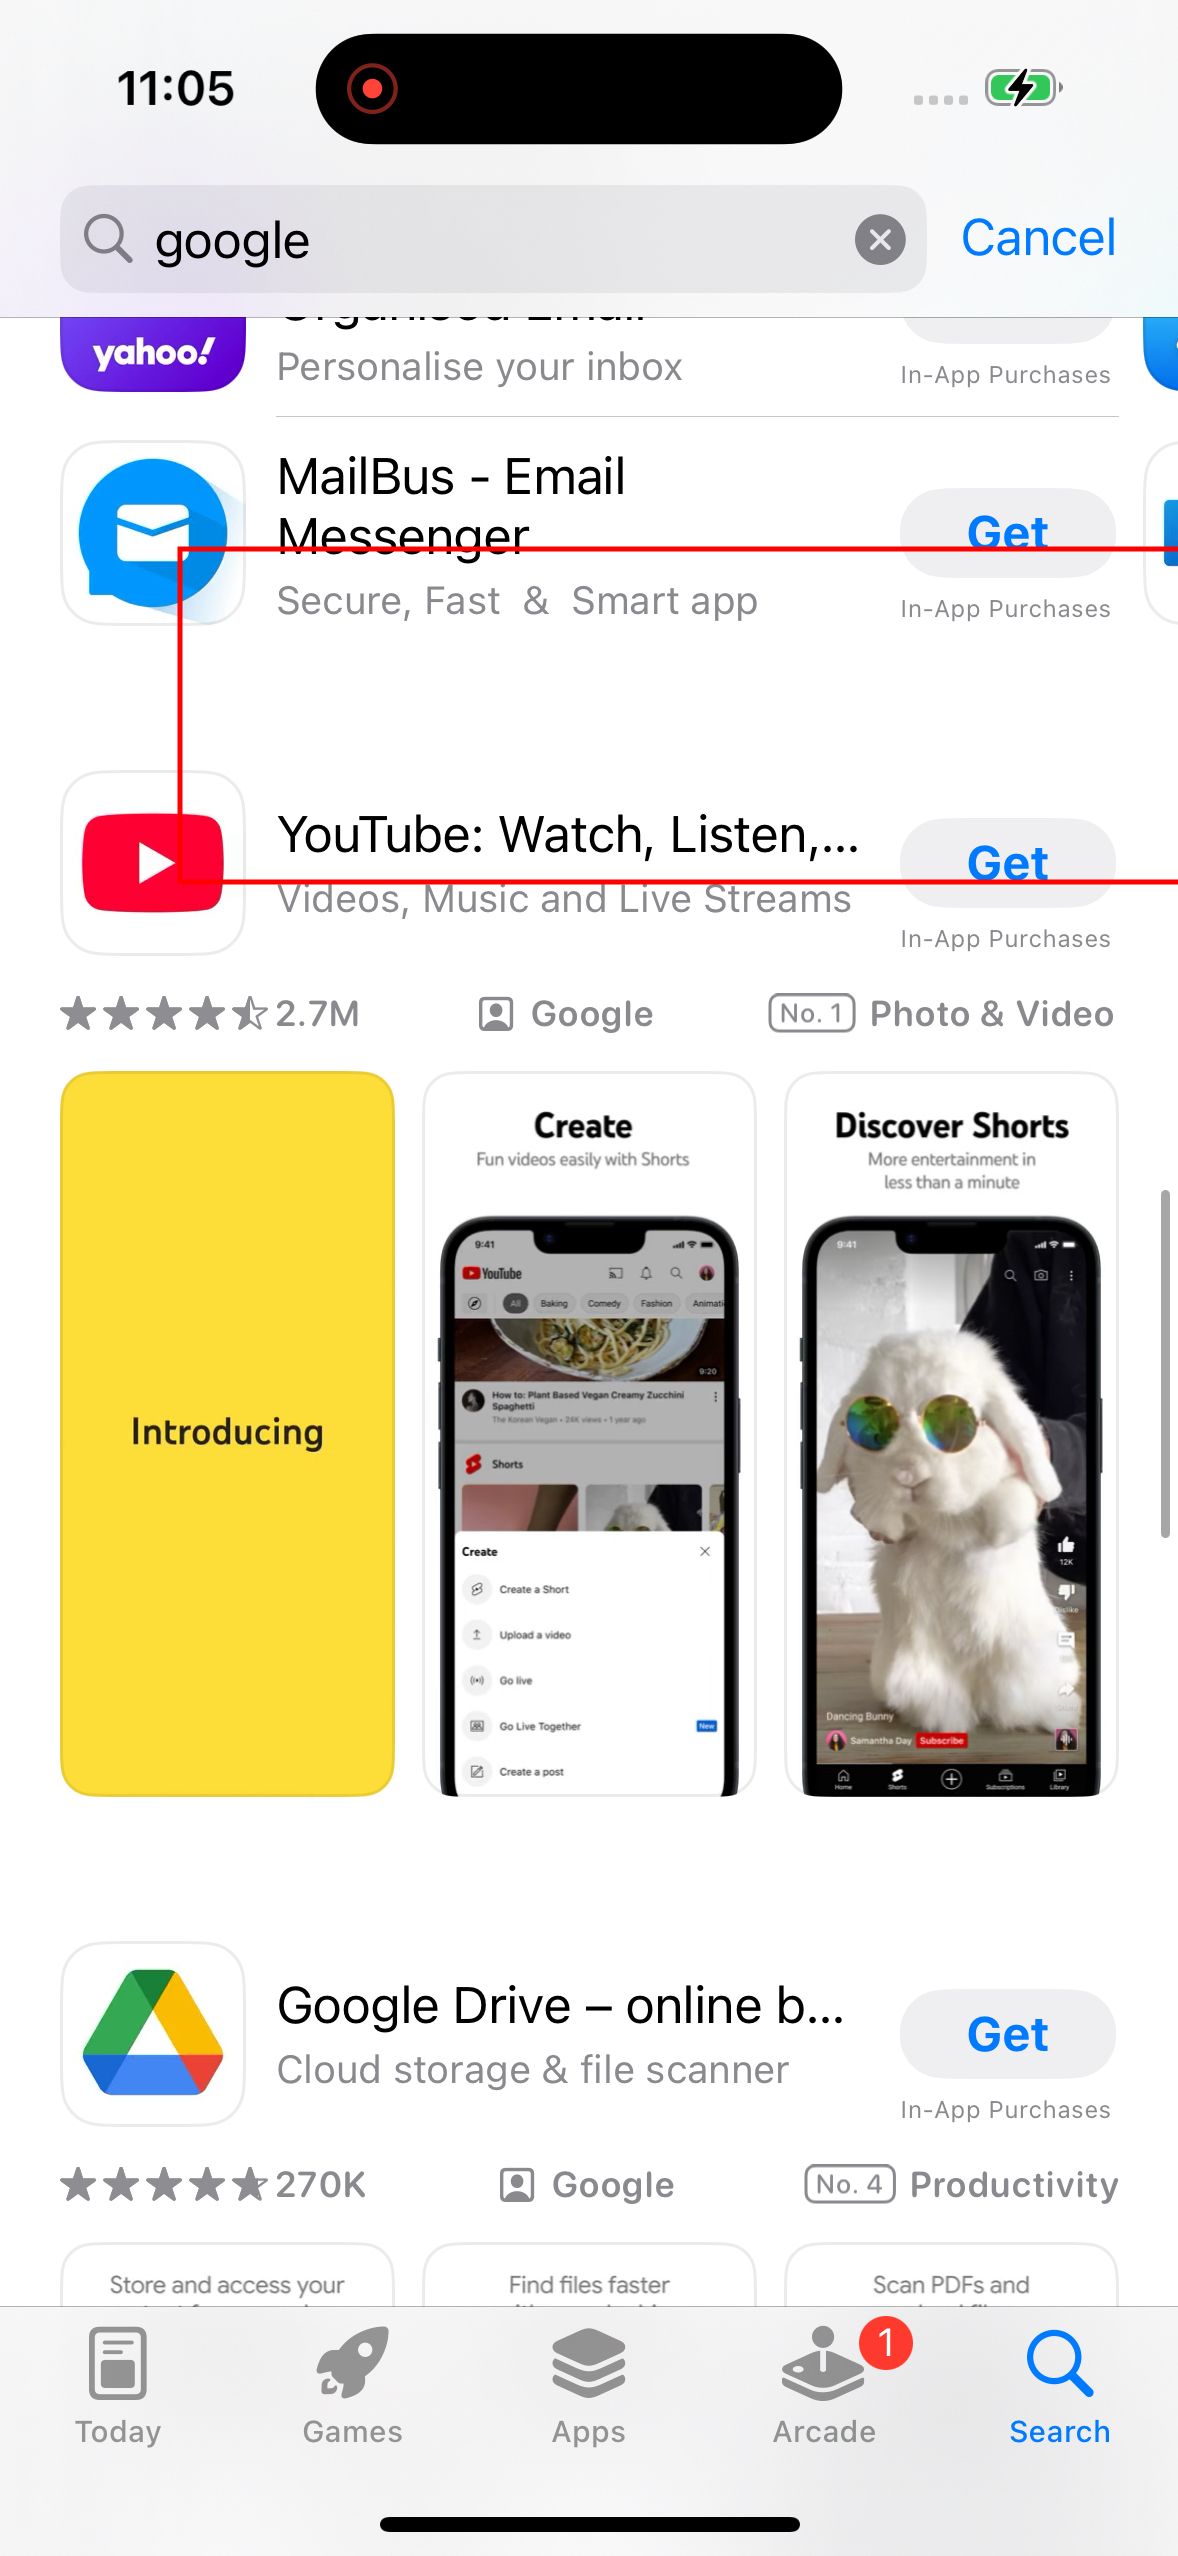 11:05
google
Cancel
yahoo!
Personalise your inbox
In-App Purchases
MailBus - Email
Messenger
Get
Secure, Fast & Smart app
In-App Purchases
YouTube: Watch, Listen,...
Get
Videos, Music and Live Streams
In-App Purchases
2.7M
Google
No. 1 Photo & Video
Introducing
Create
Fun videos easily with Shorts
9:41
YouTube
All Baking Comedy Fashion Animati
9:20
How to: Plant Based Vegan Creamy Zucchini
Spaghetti
The Korean Vegan • 26K views • 1 year ago
Shorts
Create
Create a Short
Upload a video
Go live
Go Live Together New
Create a post
Discover Shorts
More entertainment in
less than a minute
9:41
12K
Dislike
Dancing Bunny
Samantha Day Subscribe
Home Shorts Subscriptions Library
Google Drive – online b...
Get
Cloud storage & file scanner
In-App Purchases
270K
Google
No. 4 Productivity
Store and access your
Find files faster
Scan PDFs and
1
Today
Games
Apps
Arcade
Search